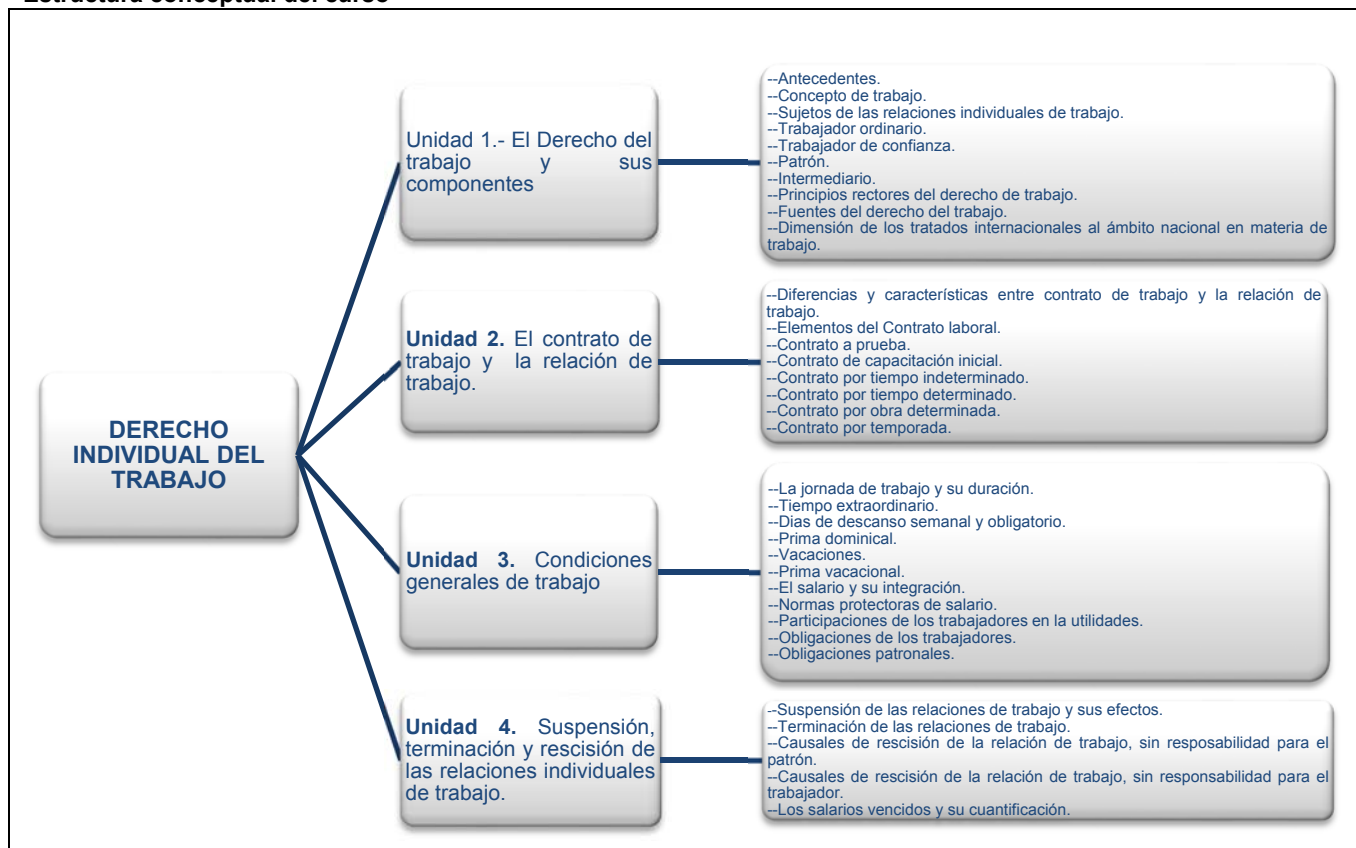 Estructura conceptual del curso
DERECHO
INDIVIDUAL DEL
TRABAJO
Unidad 1.- El Derecho del
trabajo y sus
componentes
--Antecedentes.
--Concepto de trabajo.
--Sujetos de las relaciones individuales de trabajo.
--Trabajador ordinario.
--Trabajador de confianza.
--Patrón.
--Intermediario.
--Principios rectores del derecho de trabajo.
--Fuentes del derecho del trabajo.
--Dimensión de los tratados internacionales al ámbito nacional en materia de
trabajo.
Unidad 2. El contrato de
trabajo y la relación de
trabajo.
--Diferencias y características entre contrato de trabajo y la relación de
trabajo.
--Elementos del Contrato laboral.
--Contrato a prueba.
--Contrato de capacitación inicial.
--Contrato por tiempo indeterminado.
--Contrato por tiempo determinado.
--Contrato por obra determinada.
--Contrato por temporada.
Unidad 3. Condiciones
generales de trabajo
--La jornada de trabajo y su duración.
--Tiempo extraordinario.
--Dias de descanso semanal y obligatorio.
--Prima dominical.
--Vacaciones.
--Prima vacacional.
--El salario y su integración.
--Normas protectoras de salario.
--Participaciones de los trabajadores en la utilidades.
--Obligaciones de los trabajadores.
--Obligaciones patronales.
Unidad 4. Suspensión,
terminación y rescisión de
las relaciones individuales
de trabajo.
--Suspensión de las relaciones de trabajo y sus efectos.
--Terminación de las relaciones de trabajo.
--Causales de rescisión de la relación de trabajo, sin resposabilidad para el
patrón.
--Causales de rescisión de la relación de trabajo, sin responsabilidad para el
trabajador.
--Los salarios vencidos y su cuantificación.